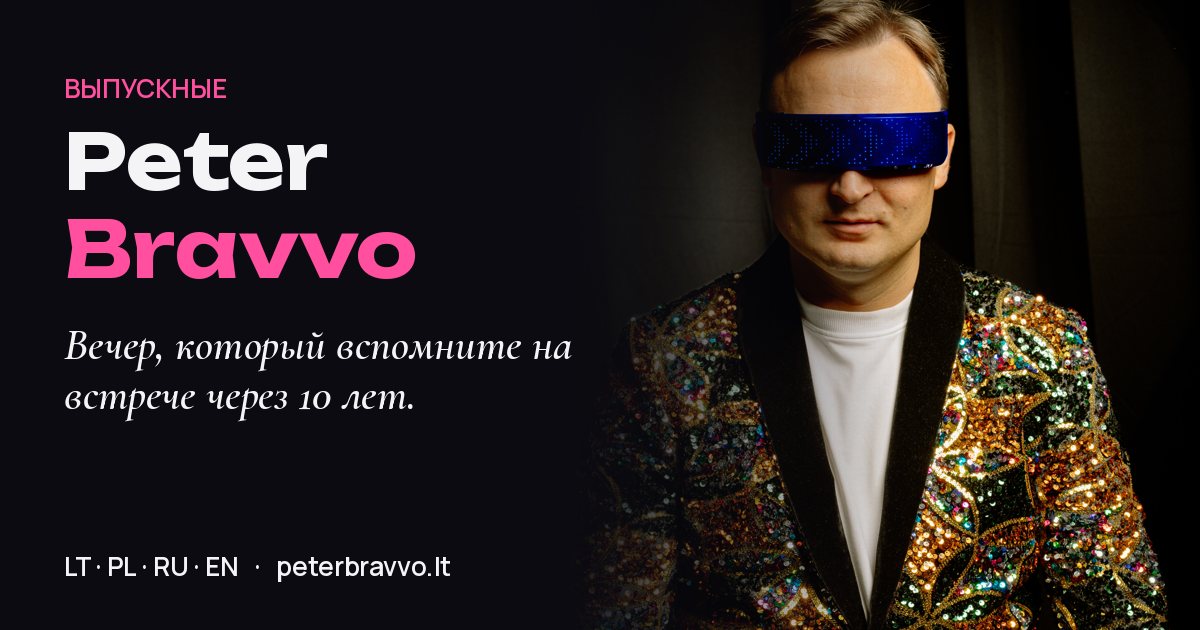 ВЫПУСКНЫЕ
Peter
Bravvo
Вечер, который вспомните на
встрече через 10 лет.
LT · PL · RU · EN · peterbravvo.lt